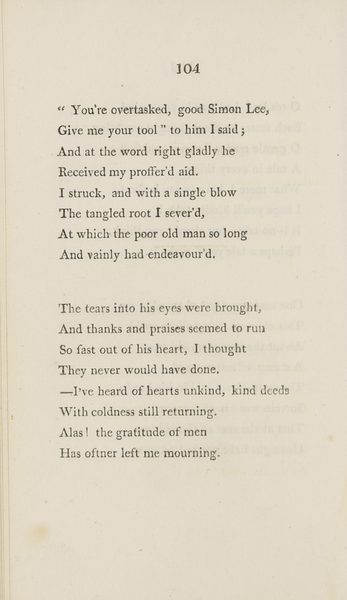 104
“ You're overtasked, good Simon Lee,
Give me your tool” to him I said;
And at the word right gladly he
Received my proffer'd aid.
I struck, and with a single blow
The tangled root I sever'd,
At which the poor old man so long
And vainly had endeavour'd.
The tears into his eyes were brought,
And thanks and praises seemed to run
So fast out of his heart, I thought
They never would have done.
—I've heard of hearts unkind, kind deeds
With coldness still returning.
Alas! the gratitude of men
Has oftner left me mourning.